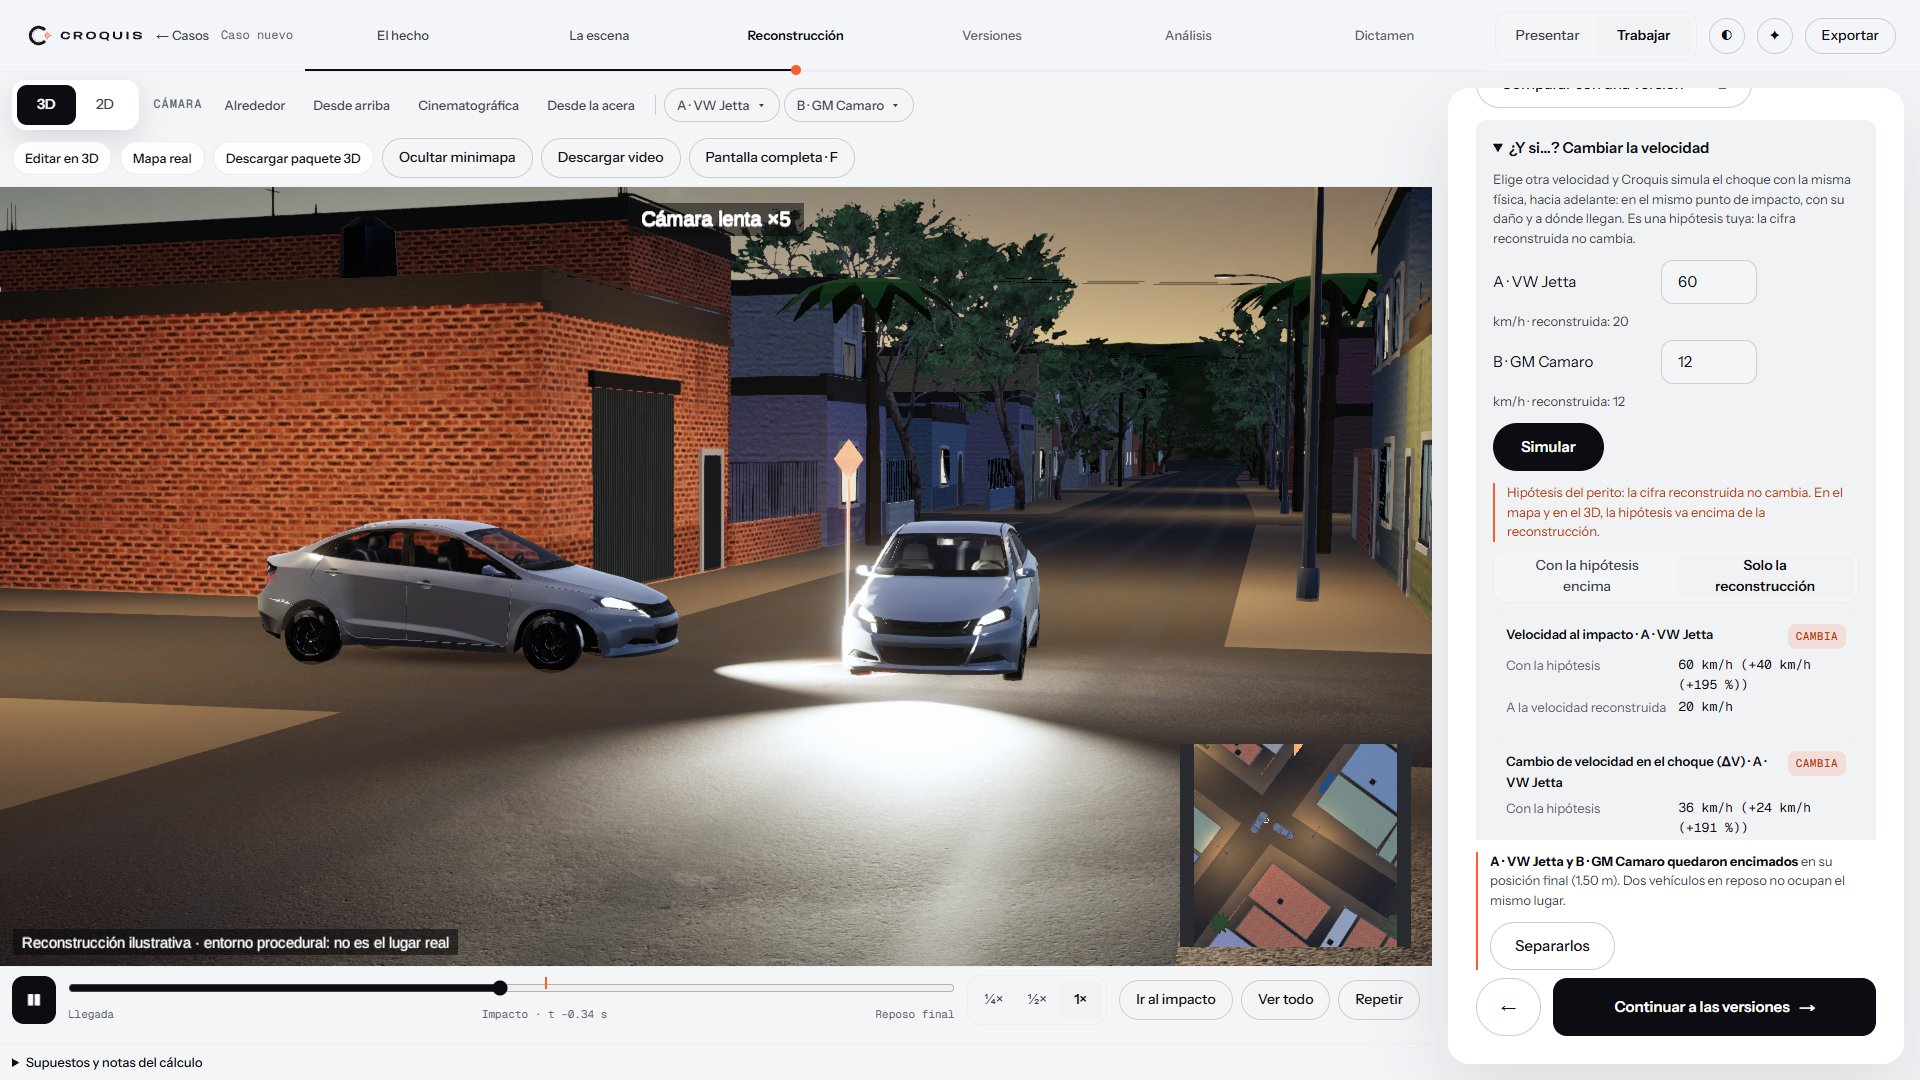 CROQUIS
← Casos
Caso nuevo
El hecho
La escena
Reconstrucción
Versiones
Análisis
Dictamen
Presentar
Trabajar
Exportar
3D
2D
CÁMARA
Alrededor
Desde arriba
Cinematográfica
Desde la acera
A · VW Jetta
B · GM Camaro
Editar en 3D
Mapa real
Descargar paquete 3D
Ocultar minimapa
Descargar video
Pantalla completa · F
Cámara lenta ×5
Reconstrucción ilustrativa · entorno procedural: no es el lugar real
Llegada
Impacto · t −0.34 s
Reposo final
¼×
½×
1×
Ir al impacto
Ver todo
Repetir
▶ Supuestos y notas del cálculo
▼ ¿Y si...? Cambiar la velocidad
Elige otra velocidad y Croquis simula el choque con la misma
física, hacia adelante: en el mismo punto de impacto, con su
daño y a dónde llegan. Es una hipótesis tuya: la cifra
reconstruida no cambia.
A · VW Jetta
60
km/h · reconstruida: 20
B · GM Camaro
12
km/h · reconstruida: 12
Simular
Hipótesis del perito: la cifra reconstruida no cambia. En el
mapa y en el 3D, la hipótesis va encima de la
reconstrucción.
Con la hipótesis
encima
Solo la
reconstrucción
Velocidad al impacto · A · VW Jetta
CAMBIA
Con la hipótesis
60 km/h (+40 km/h
(+195 %))
A la velocidad reconstruida
20 km/h
Cambio de velocidad en el choque (ΔV) · A ·
VW Jetta
CAMBIA
Con la hipótesis
36 km/h (+24 km/h
(+191 %))
A · VW Jetta y B · GM Camaro quedaron encimados en su
posición final (1.50 m). Dos vehículos en reposo no ocupan el
mismo lugar.
Separarlos
←
Continuar a las versiones →